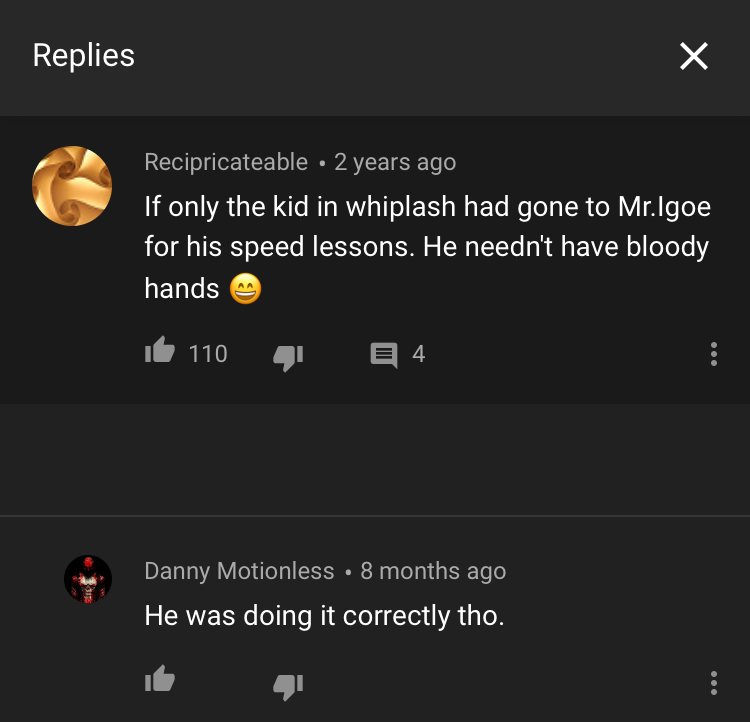 Replies
Recipricateable • 2 years ago
If only the kid in whiplash had gone to Mr.Igoe
for his speed lessons. He needn't have bloody
hands 😄
110 4
Danny Motionless • 8 months ago
He was doing it correctly tho.